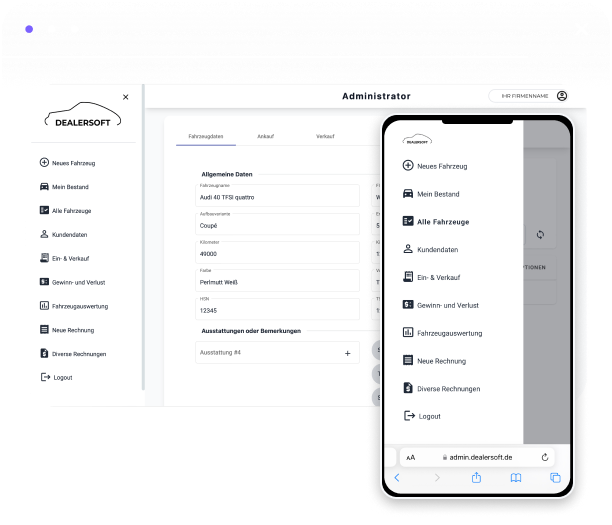 Administrator
IHR FIRMENNAME
DEALERSOFT
Neues Fahrzeug
Mein Bestand
Alle Fahrzeuge
Kundendaten
Ein- & Verkauf
Gewinn- und Verlust
Fahrzeugauswertung
Neue Rechnung
Diverse Rechnungen
Logout
Fahrzeugdaten
Ankauf
Verkauf
Allgemeine Daten
Fahrzeugname
Audi 40 TFSI quattro
Aufbauvariante
Coupé
Kilometer
49000
Farbe
Perlmutt Weiß
HSN
12345
Ausstattungen oder Bemerkungen
Ausstattung #4
DEALERSOFT
Neues Fahrzeug
Mein Bestand
Alle Fahrzeuge
Kundendaten
Ein- & Verkauf
Gewinn- und Verlust
Fahrzeugauswertung
Neue Rechnung
Diverse Rechnungen
Logout
AA
admin.dealersoft.de